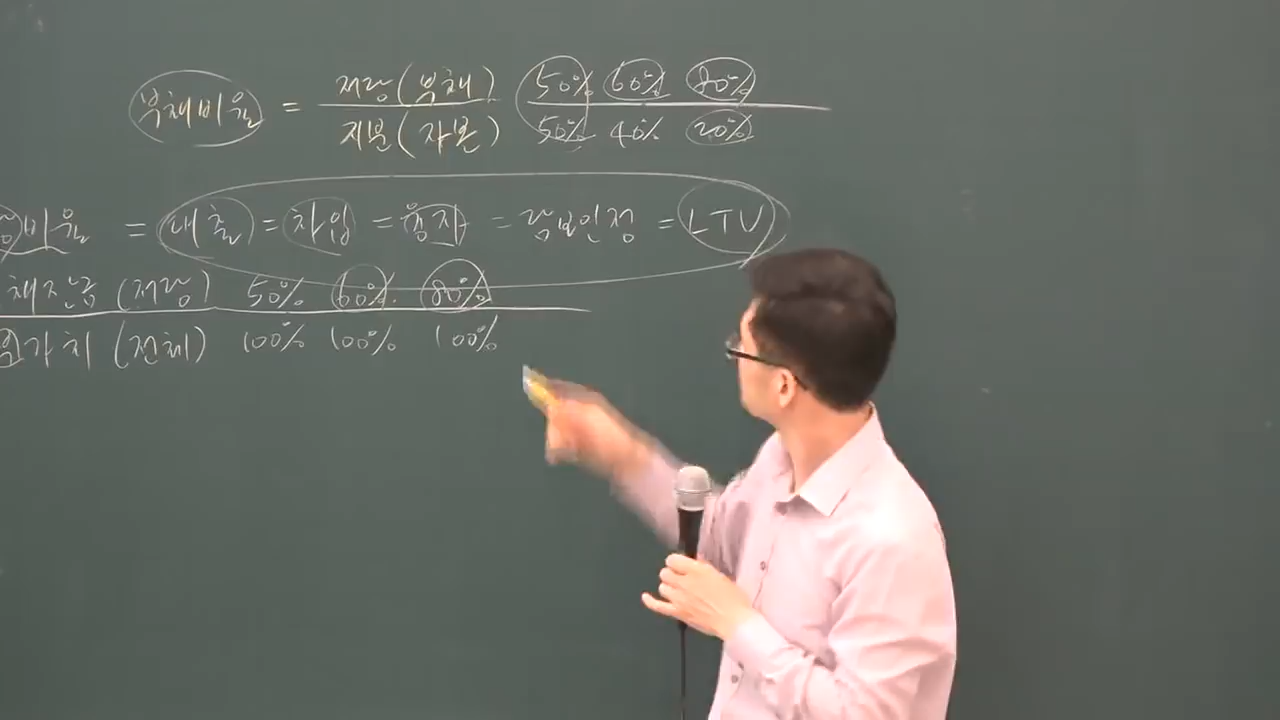 부채비율 = 저당(부채) 50% 60% 80%
지분(자본) 50% 40% 20%
비율 = 대출 = 차입 = 융자 = 담보인정 = LTV
채잔금 (저당) 50% 60% 80%
가치 (전체) 100% 100% 100%